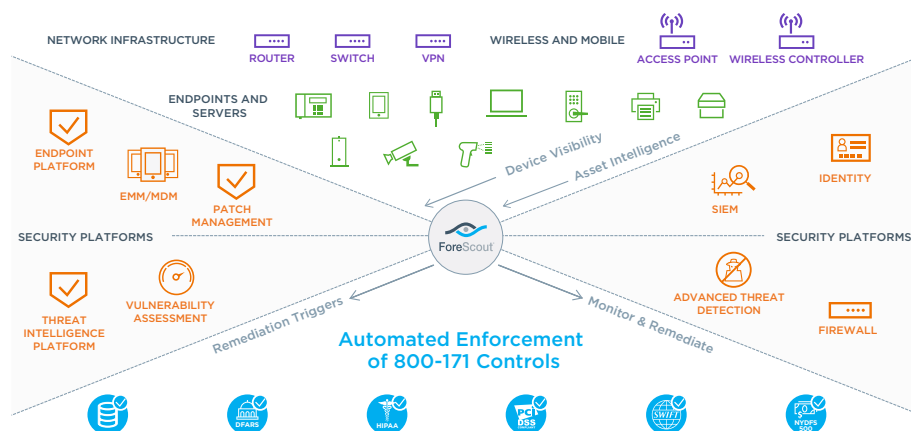 NETWORK INFRASTRUCTURE
WIRELESS AND MOBILE
ROUTER
SWITCH
VPN
ACCESS POINT
WIRELESS CONTROLLER
ENDPOINTS AND
SERVERS
Device Visibility
Asset Intelligence
ENDPOINT
PLATFORM
EMM/MDM
PATCH
MANAGEMENT
SIEM
IDENTITY
SECURITY PLATFORMS
ForeScout
SECURITY PLATFORMS
THREAT
INTELLIGENCE
PLATFORM
VULNERABILITY
ASSESSMENT
Remediation Triggers
Monitor & Remediate
ADVANCED THREAT
DETECTION
FIREWALL
Automated Enforcement
of 800-171 Controls
DFARS
HIPAA
PCI
DSS
SWIFT
NYDFS
500